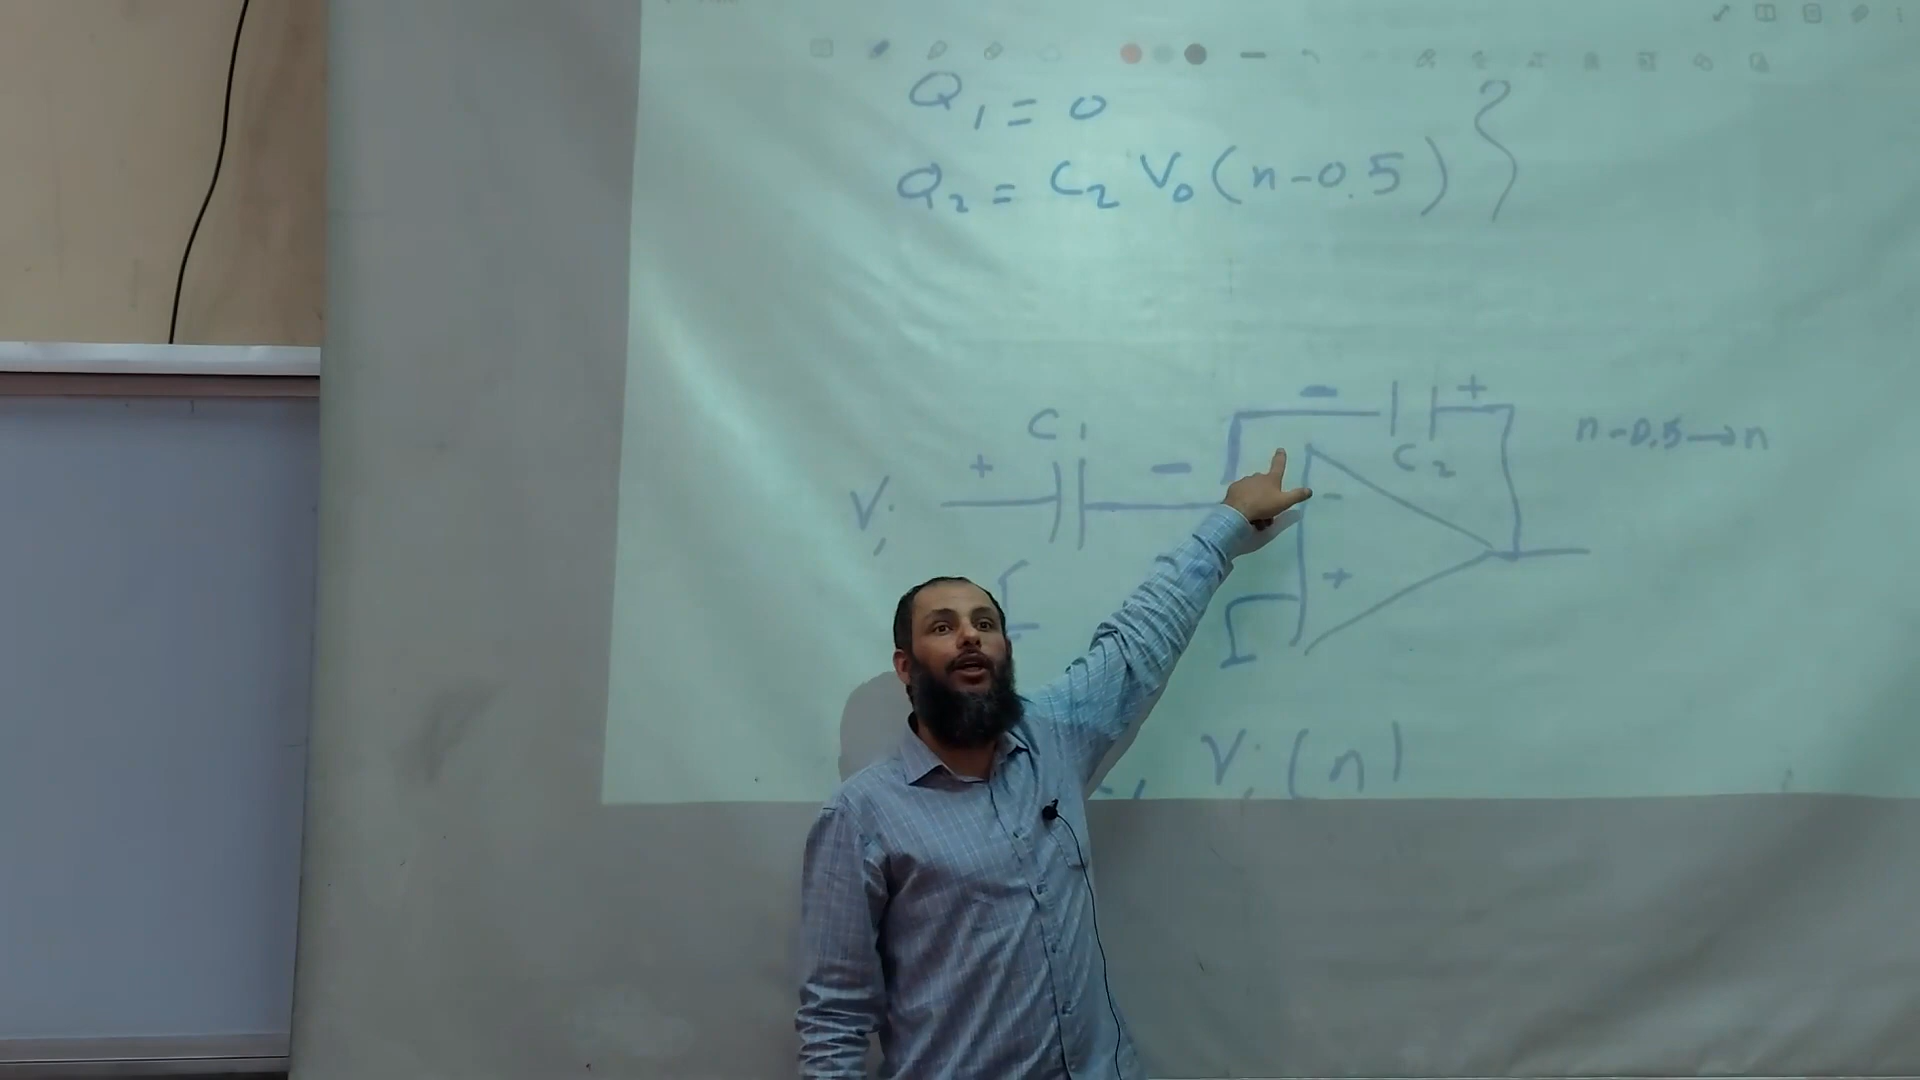 Q1 = 0
Q2 = C2 V0 (n-0.5)
- +
C1 n-0.5→n
+ - C2
Vi -
+
Vi (n)